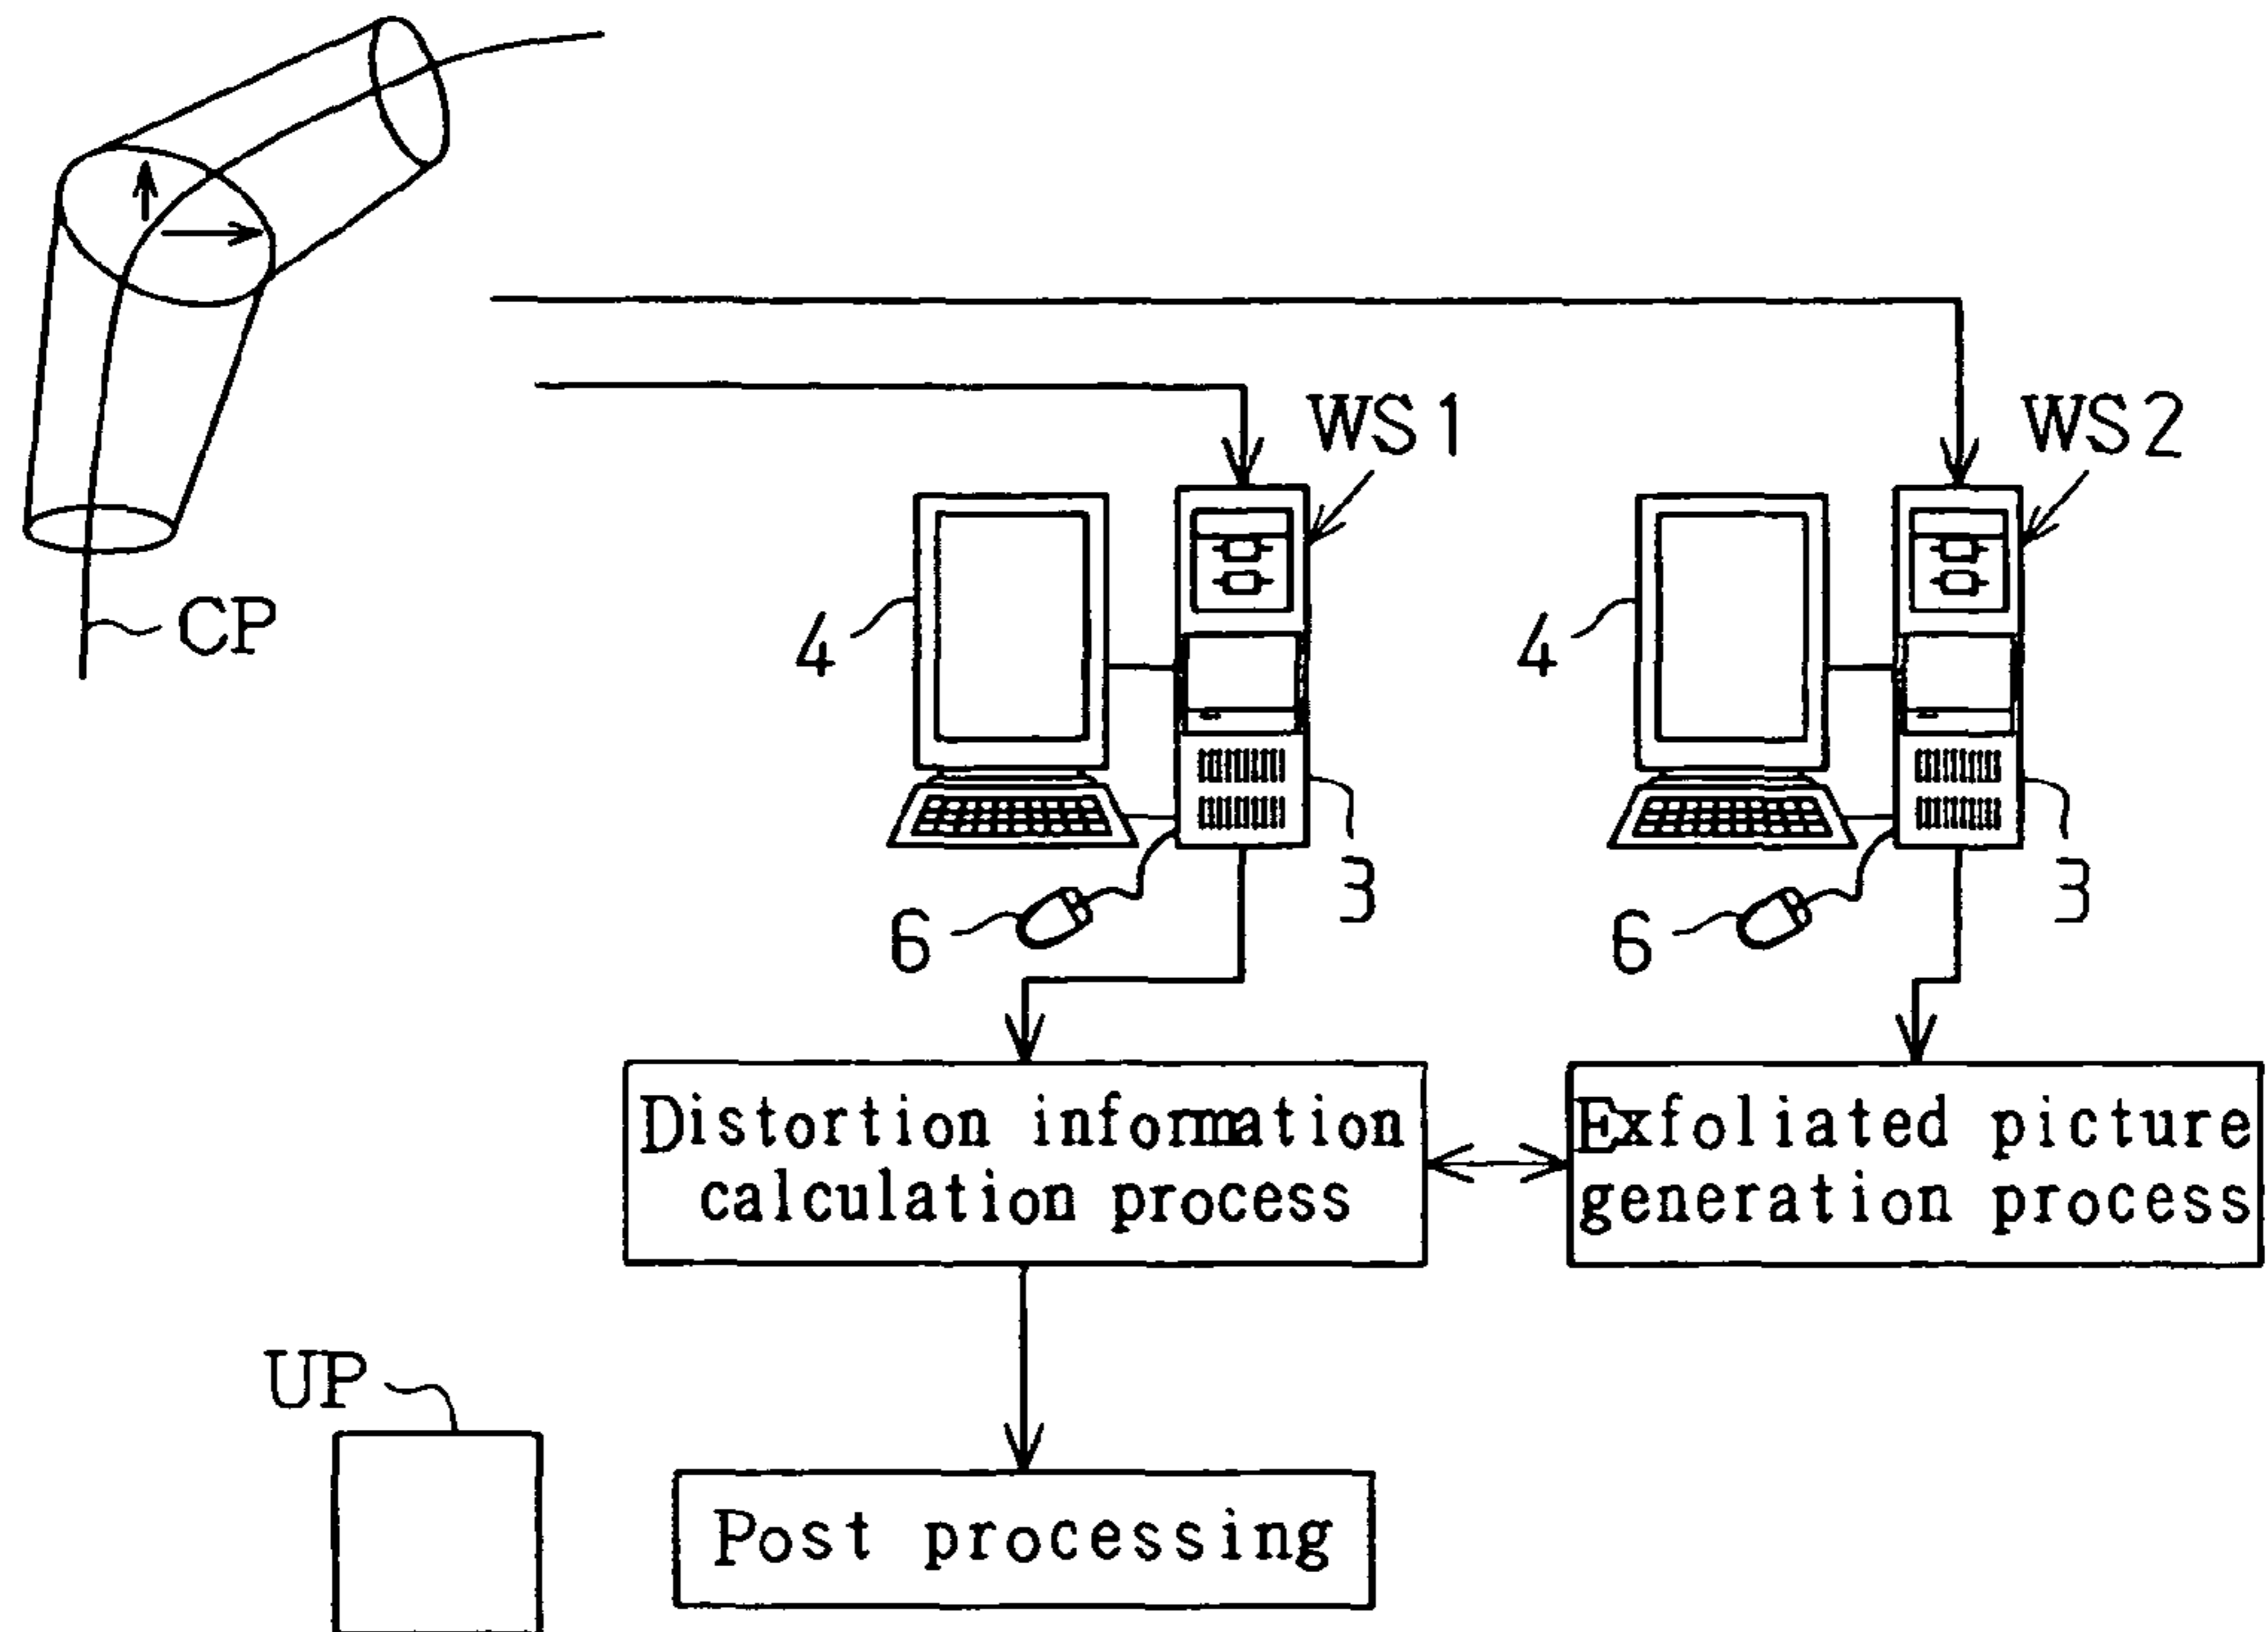 WS1
WS2
CP
4
4
3
3
6
6
Distortion information
calculation process
Exfoliated picture
generation process
UP
Post processing